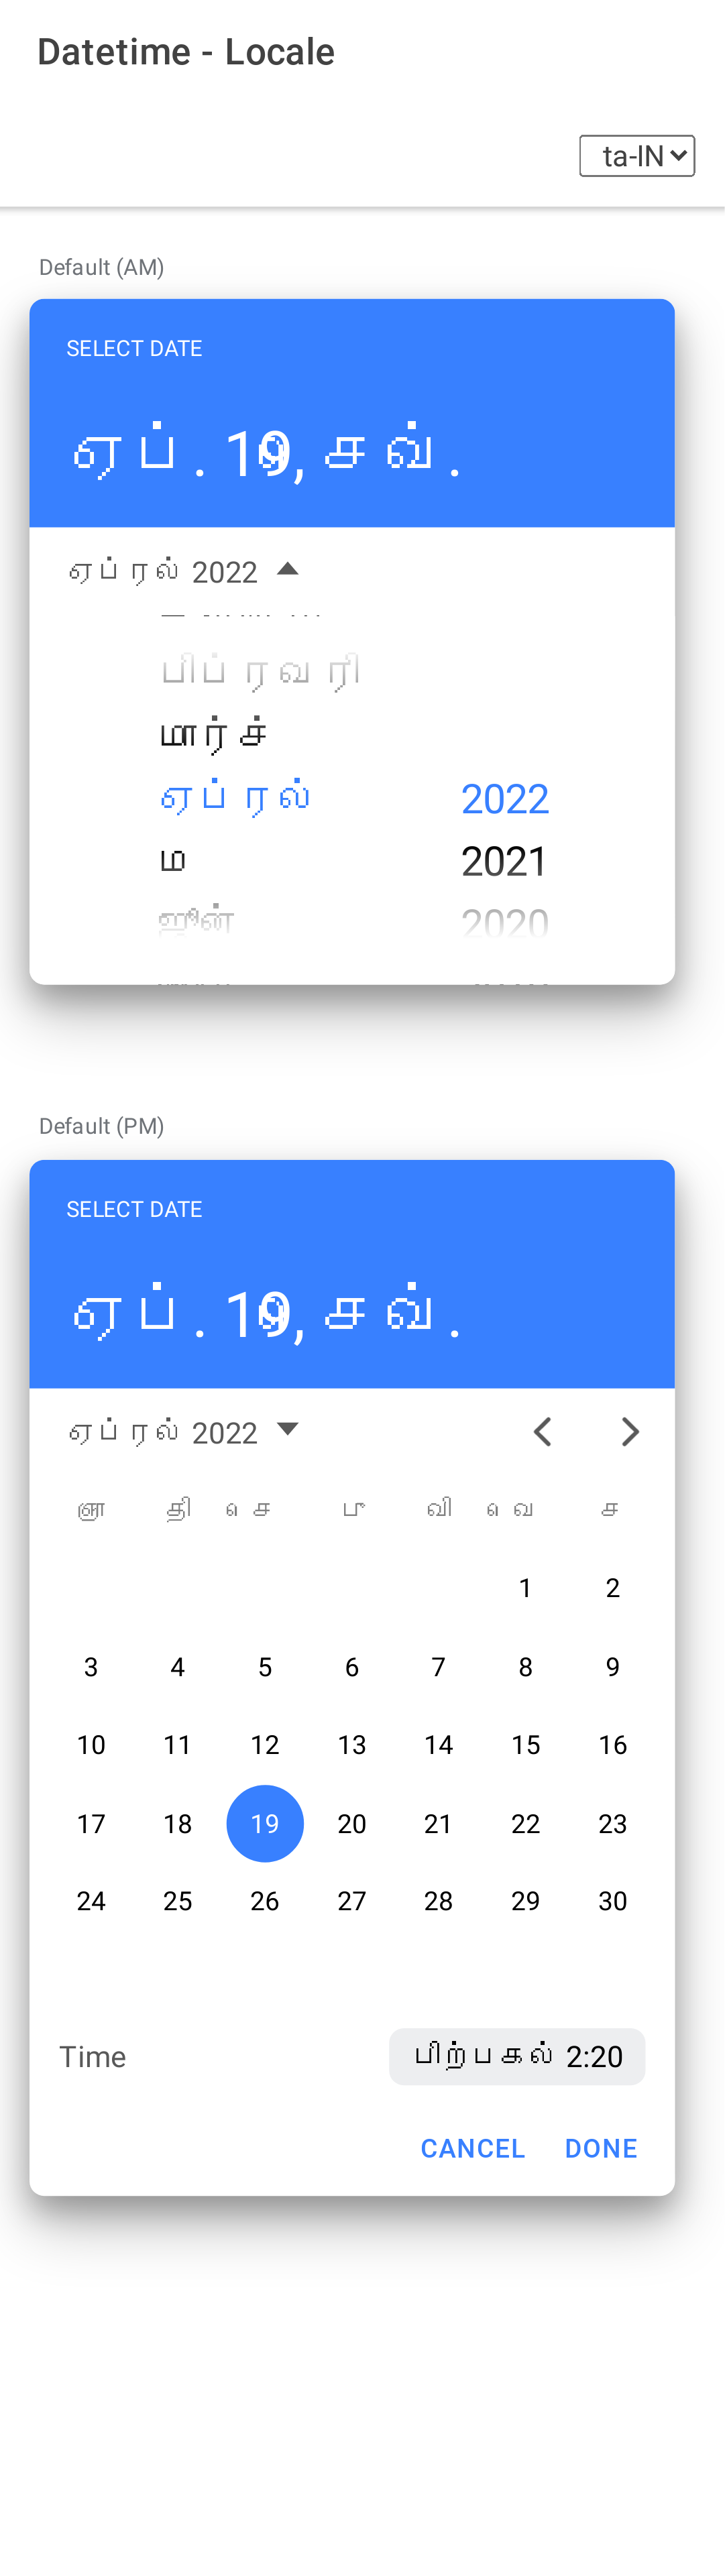 Datetime - Locale
ta-IN
Default (AM)
SELECT DATE
ஏப். 19, செவ்.
ஏப்ரல் 2022
பிப்ரவரி
மார்ச்
ஏப்ரல் 2022
மே 2021
ஜூன் 2020
Default (PM)
SELECT DATE
ஏப். 19, செவ்.
ஏப்ரல் 2022
ஞா தி செ பு வி வெ ச
1 2
3 4 5 6 7 8 9
10 11 12 13 14 15 16
17 18 19 20 21 22 23
24 25 26 27 28 29 30
Time பிற்பகல் 2:20
CANCEL DONE